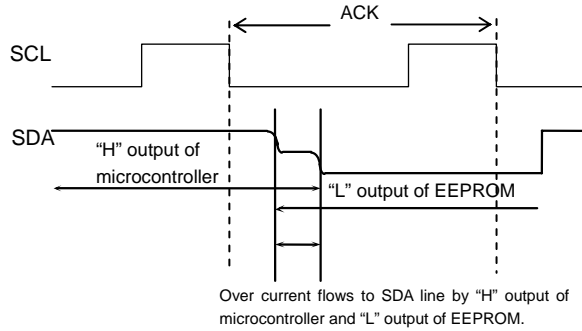 ACK
SCL
SDA
“H” output of
microcontroller
“L” output of EEPROM
Over current flows to SDA line by “H” output of
microcontroller and “L” output of EEPROM.